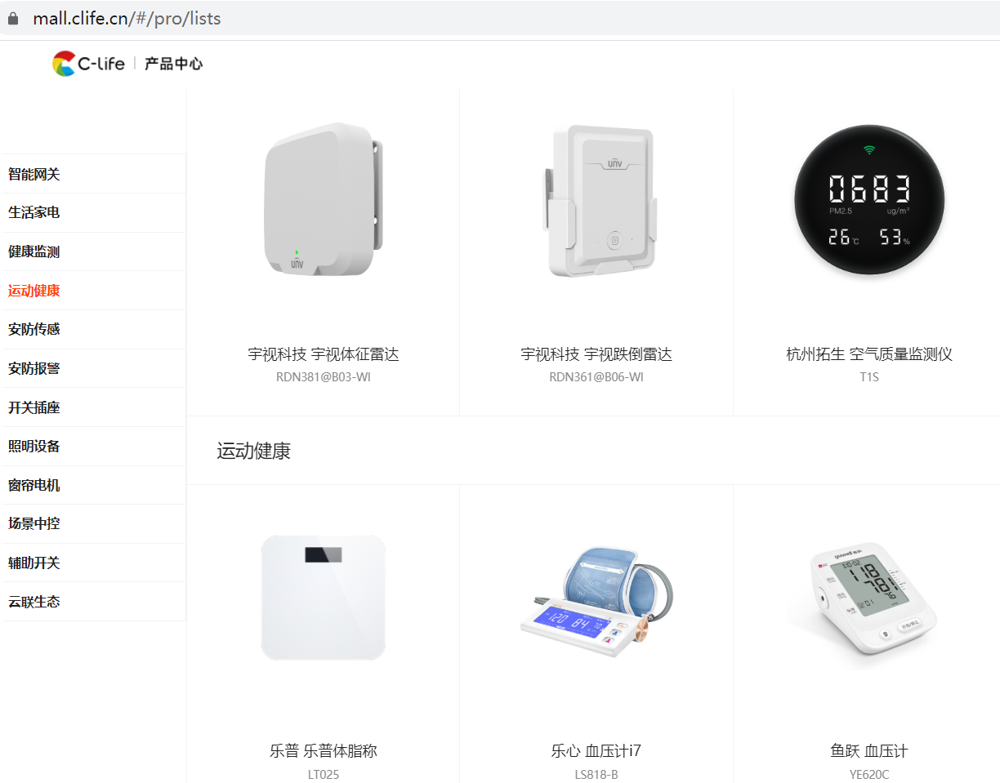 mall.clife.cn/#/pro/lists
C-life | 产品中心
智能网关
生活家电
健康监测
运动健康
安防传感
安防报警
开关插座
照明设备
窗帘电机
场景中控
辅助开关
云联生态
unv
unv
0683
PM2.5 ug/m³
26℃ 53%
宇视科技 宇视体征雷达
RDN381@B03-WI
宇视科技 宇视跌倒雷达
RDN361@B06-WI
杭州拓生 空气质量监测仪
T1S
运动健康
120 84 70
yuwell 鱼跃
118
78
乐普 乐普体脂称
LT025
乐心 血压计i7
LS818-B
鱼跃 血压计
YE620C